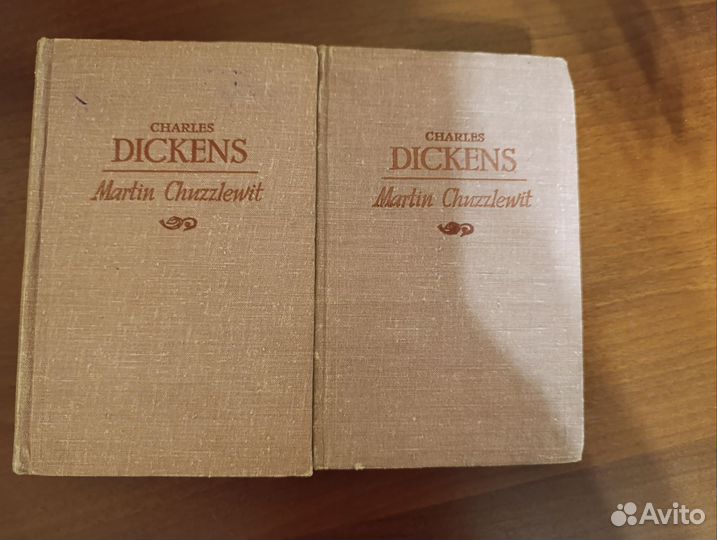 CHARLES
DICKENS
Martin Chuzzlewit
CHARLES
DICKENS
Martin Chuzzlewit
Avito